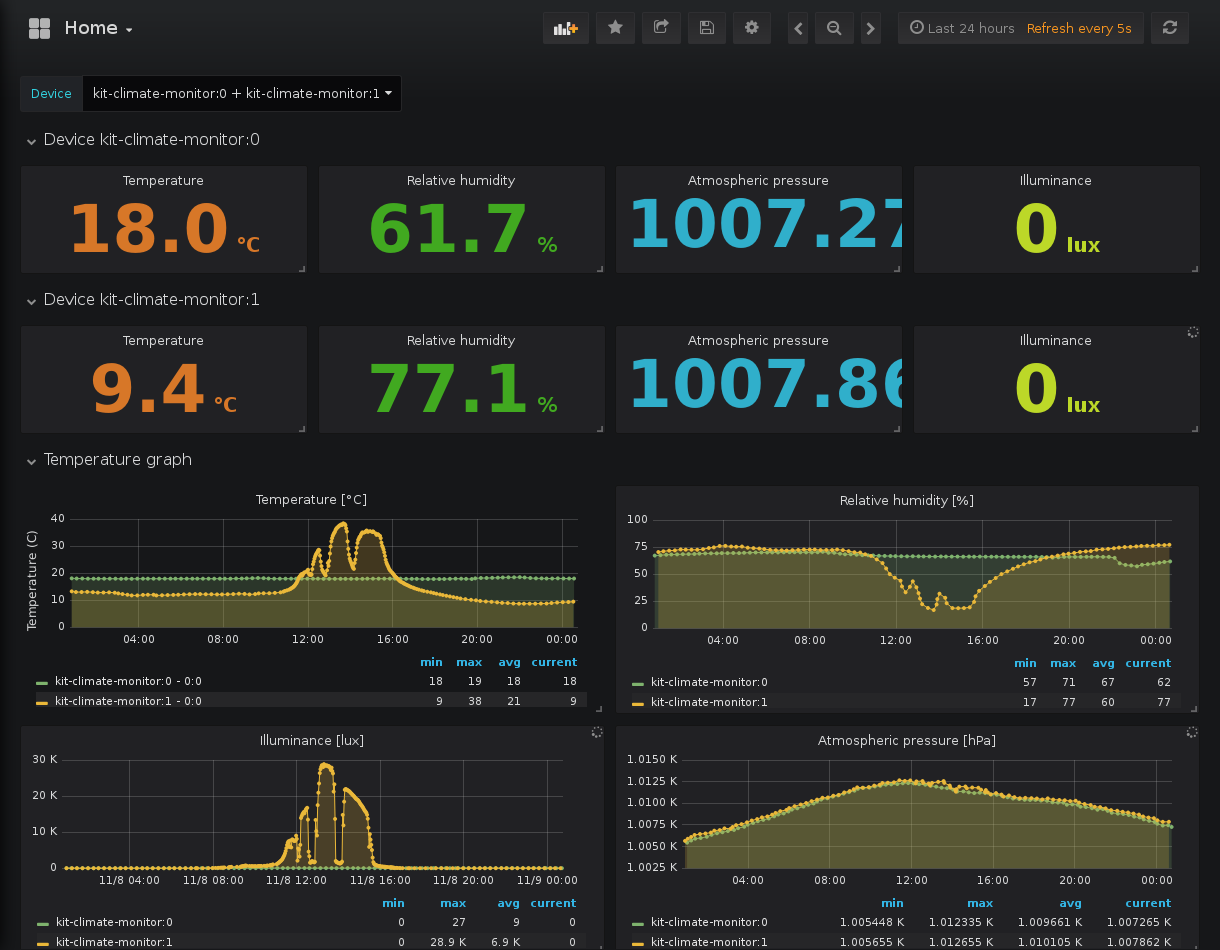 Home
Last 24 hours Refresh every 5s
Device kit-climate-monitor:0 + kit-climate-monitor:1
Device kit-climate-monitor:0
Temperature Relative humidity Atmospheric pressure Illuminance
18.0 °C 61.7 % 1007.27 0 lux
Device kit-climate-monitor:1
Temperature Relative humidity Atmospheric pressure Illuminance
9.4 °C 77.1 % 1007.86 0 lux
Temperature graph
Temperature [°C]
Temperature (C)
40
30
20
10
0
04:00 08:00 12:00 16:00 20:00 00:00
min max avg current
kit-climate-monitor:0 - 0:0 18 19 18 18
kit-climate-monitor:1 - 0:0 9 38 21 9
Relative humidity [%]
100
75
50
25
0
04:00 08:00 12:00 16:00 20:00 00:00
min max avg current
kit-climate-monitor:0 57 71 67 62
kit-climate-monitor:1 17 77 60 77
Illuminance [lux]
30 K
20 K
10 K
0
11/8 04:00 11/8 08:00 11/8 12:00 11/8 16:00 11/8 20:00 11/9 00:00
min max avg current
kit-climate-monitor:0 0 27 9 0
kit-climate-monitor:1 0 28.9 K 6.9 K 0
Atmospheric pressure [hPa]
1.0150 K
1.0125 K
1.0100 K
1.0075 K
1.0050 K
1.0025 K
04:00 08:00 12:00 16:00 20:00 00:00
min max avg current
kit-climate-monitor:0 1.005448 K 1.012335 K 1.009661 K 1.007265 K
kit-climate-monitor:1 1.005655 K 1.012655 K 1.010105 K 1.007862 K